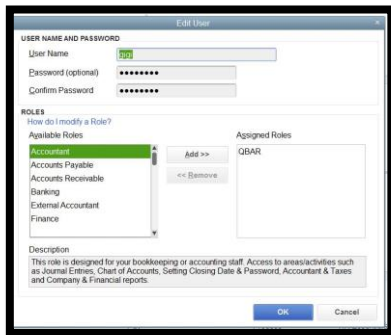 Edit User
USER NAME AND PASSWORD
User Name
Password (optional)
Confirm Password
ROLES
How do I modify a Role?
Available Roles
Assigned Roles
Accountant
Accounts Payable
Accounts Receivable
Banking
External Accountant
Finance
Add >>
<< Remove
QBAR
Description
This role is designed for your bookkeeping or accounting staff. Access to areas/activities such
as Journal Entries, Chart of Accounts, Setting Closing Date & Password, Accountant & Taxes
and Company & Financial reports.
OK
Cancel